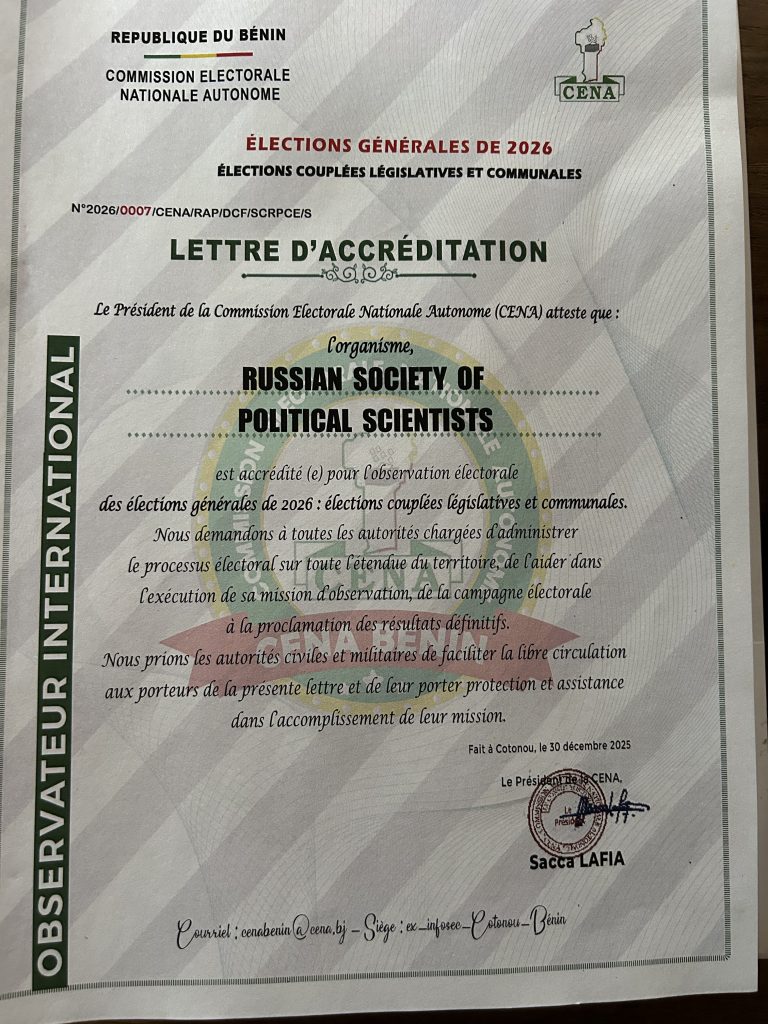 REPUBLIQUE DU BÉNIN
COMMISSION ELECTORALE
NATIONALE AUTONOME
CENA
ÉLECTIONS GÉNÉRALES DE 2026
ÉLECTIONS COUPLÉES LÉGISLATIVES ET COMMUNALES
N°2026/0007/CENA/RAP/DCF/SCRPCE/S
LETTRE D'ACCRÉDITATION
Le Président de la Commission Electorale Nationale Autonome (CENA) atteste que :
l'organisme,
RUSSIAN SOCIETY OF
POLITICAL SCIENTISTS
est accrédité (e) pour l'observation électorale
des élections générales de 2026 : élections couplées législatives et communales.
Nous demandons à toutes les autorités chargées d'administrer
le processus électoral sur toute l'étendue du territoire, de l'aider dans
l'exécution de sa mission d'observation, de la campagne électorale
à la proclamation des résultats définitifs.
Nous prions les autorités civiles et militaires de faciliter la libre circulation
aux porteurs de la présente lettre et de leur porter protection et assistance
dans l'accomplissement de leur mission.
CENA
CENA BÉNIN
Fait à Cotonou, le 30 décembre 2025
Le Président de la CENA,
Le
Président
Sacca LAFIA
Courriel : cenabenin@cena.bj _ Siège : ex_infosec_Cotonou_Bénin
OBSERVATEUR INTERNATIONAL